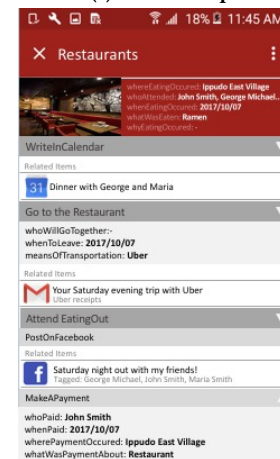 18% 11:45 AM
Restaurants
whereEatingOccured: Ippudo East Village
whoAttended: John Smith, George Michael..
whenEatingOccured: 2017/10/07
whatWasEaten: Ramen
whyEatingOccured:-
WriteInCalendar
Related Items
31 Dinner with George and Maria
Go to the Restaurant
whoWillGoTogether:-
whenToLeave: 2017/10/07
meansOfTransportation: Uber
Related Items
Your Saturday evening trip with Uber
Uber receipts
Attend EatingOut
PostOnFacebook
Related Items
Saturday night out with my friends!
Tagged: George Michael, John Smith, Maria Smith
MakeAPayment
whoPaid: John Smith
whenPaid: 2017/10/07
wherePaymentOccured: Ippudo East Village
whatWasPaymentAbout: Restaurant